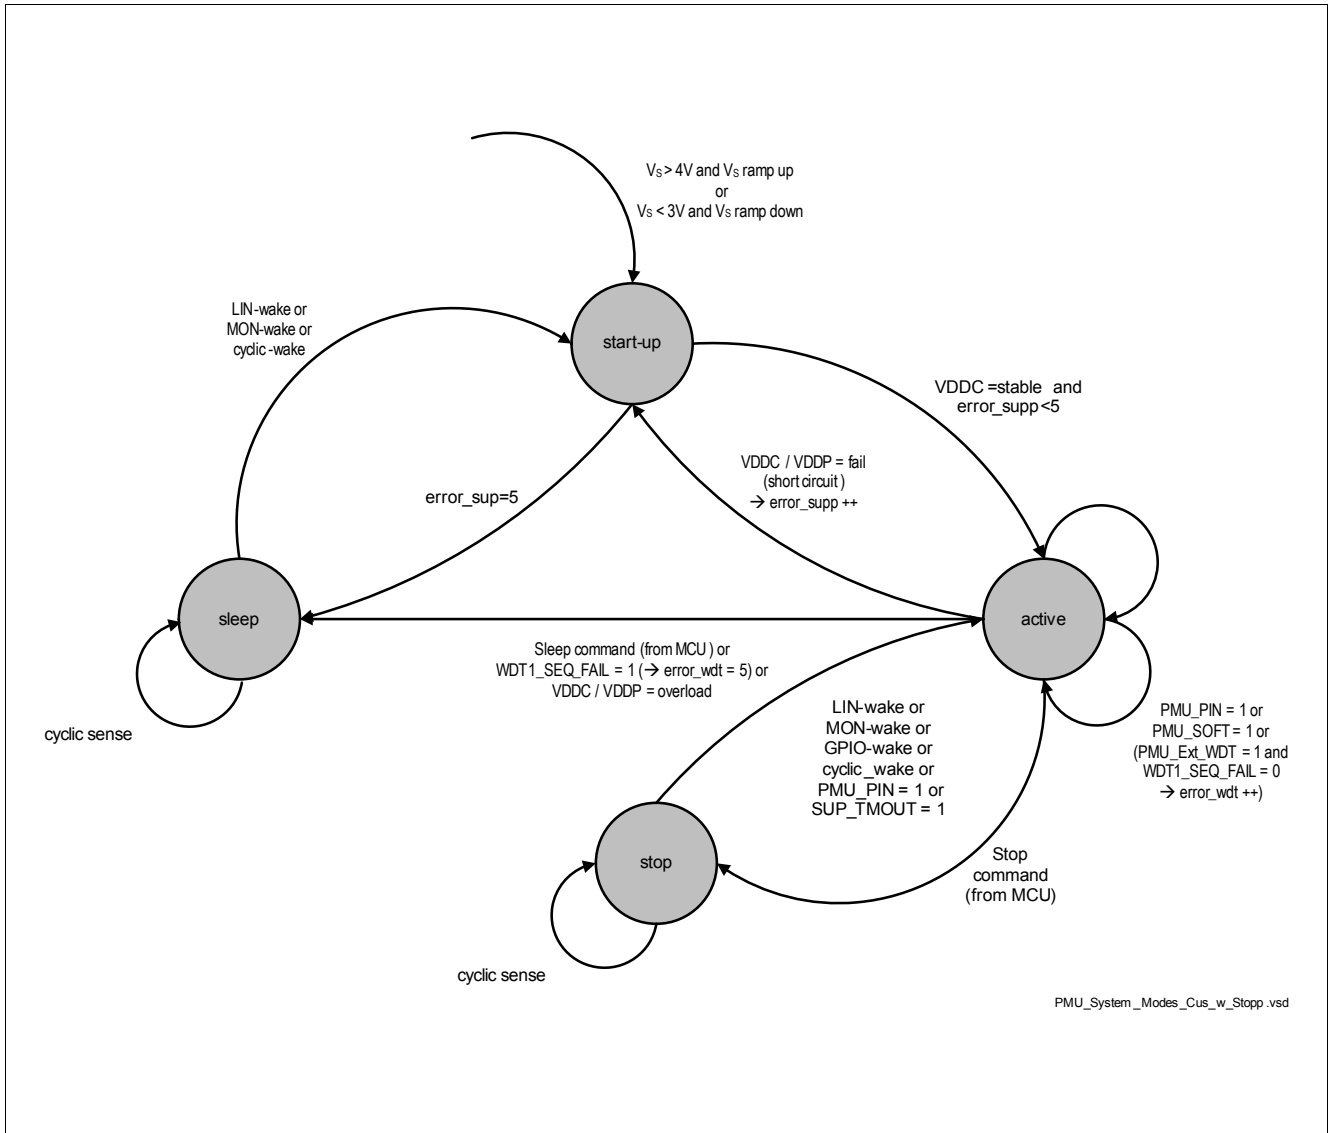 Vs > 4V and Vs ramp up
or
Vs < 3V and Vs ramp down
LIN-wake or
MON-wake or
cyclic -wake
start-up
VDDC =stable and
error_supp <5
VDDC / VDDP = fail
(short circuit )
→ error_supp ++
error_sup=5
sleep
active
Sleep command (from MCU ) or
WDT1_SEQ_FAIL = 1 (→ error_wdt = 5) or
VDDC / VDDP = overload
cyclic sense
LIN-wake or
MON-wake or
GPIO-wake or
cyclic_wake or
PMU_PIN = 1 or
SUP_TMOUT = 1
PMU_PIN = 1 or
PMU_SOFT = 1 or
(PMU_Ext_WDT = 1 and
WDT1_SEQ_FAIL = 0
→ error_wdt ++)
stop
Stop
command
(from MCU)
cyclic sense
PMU_System _Modes_Cus_w_Stopp .vsd